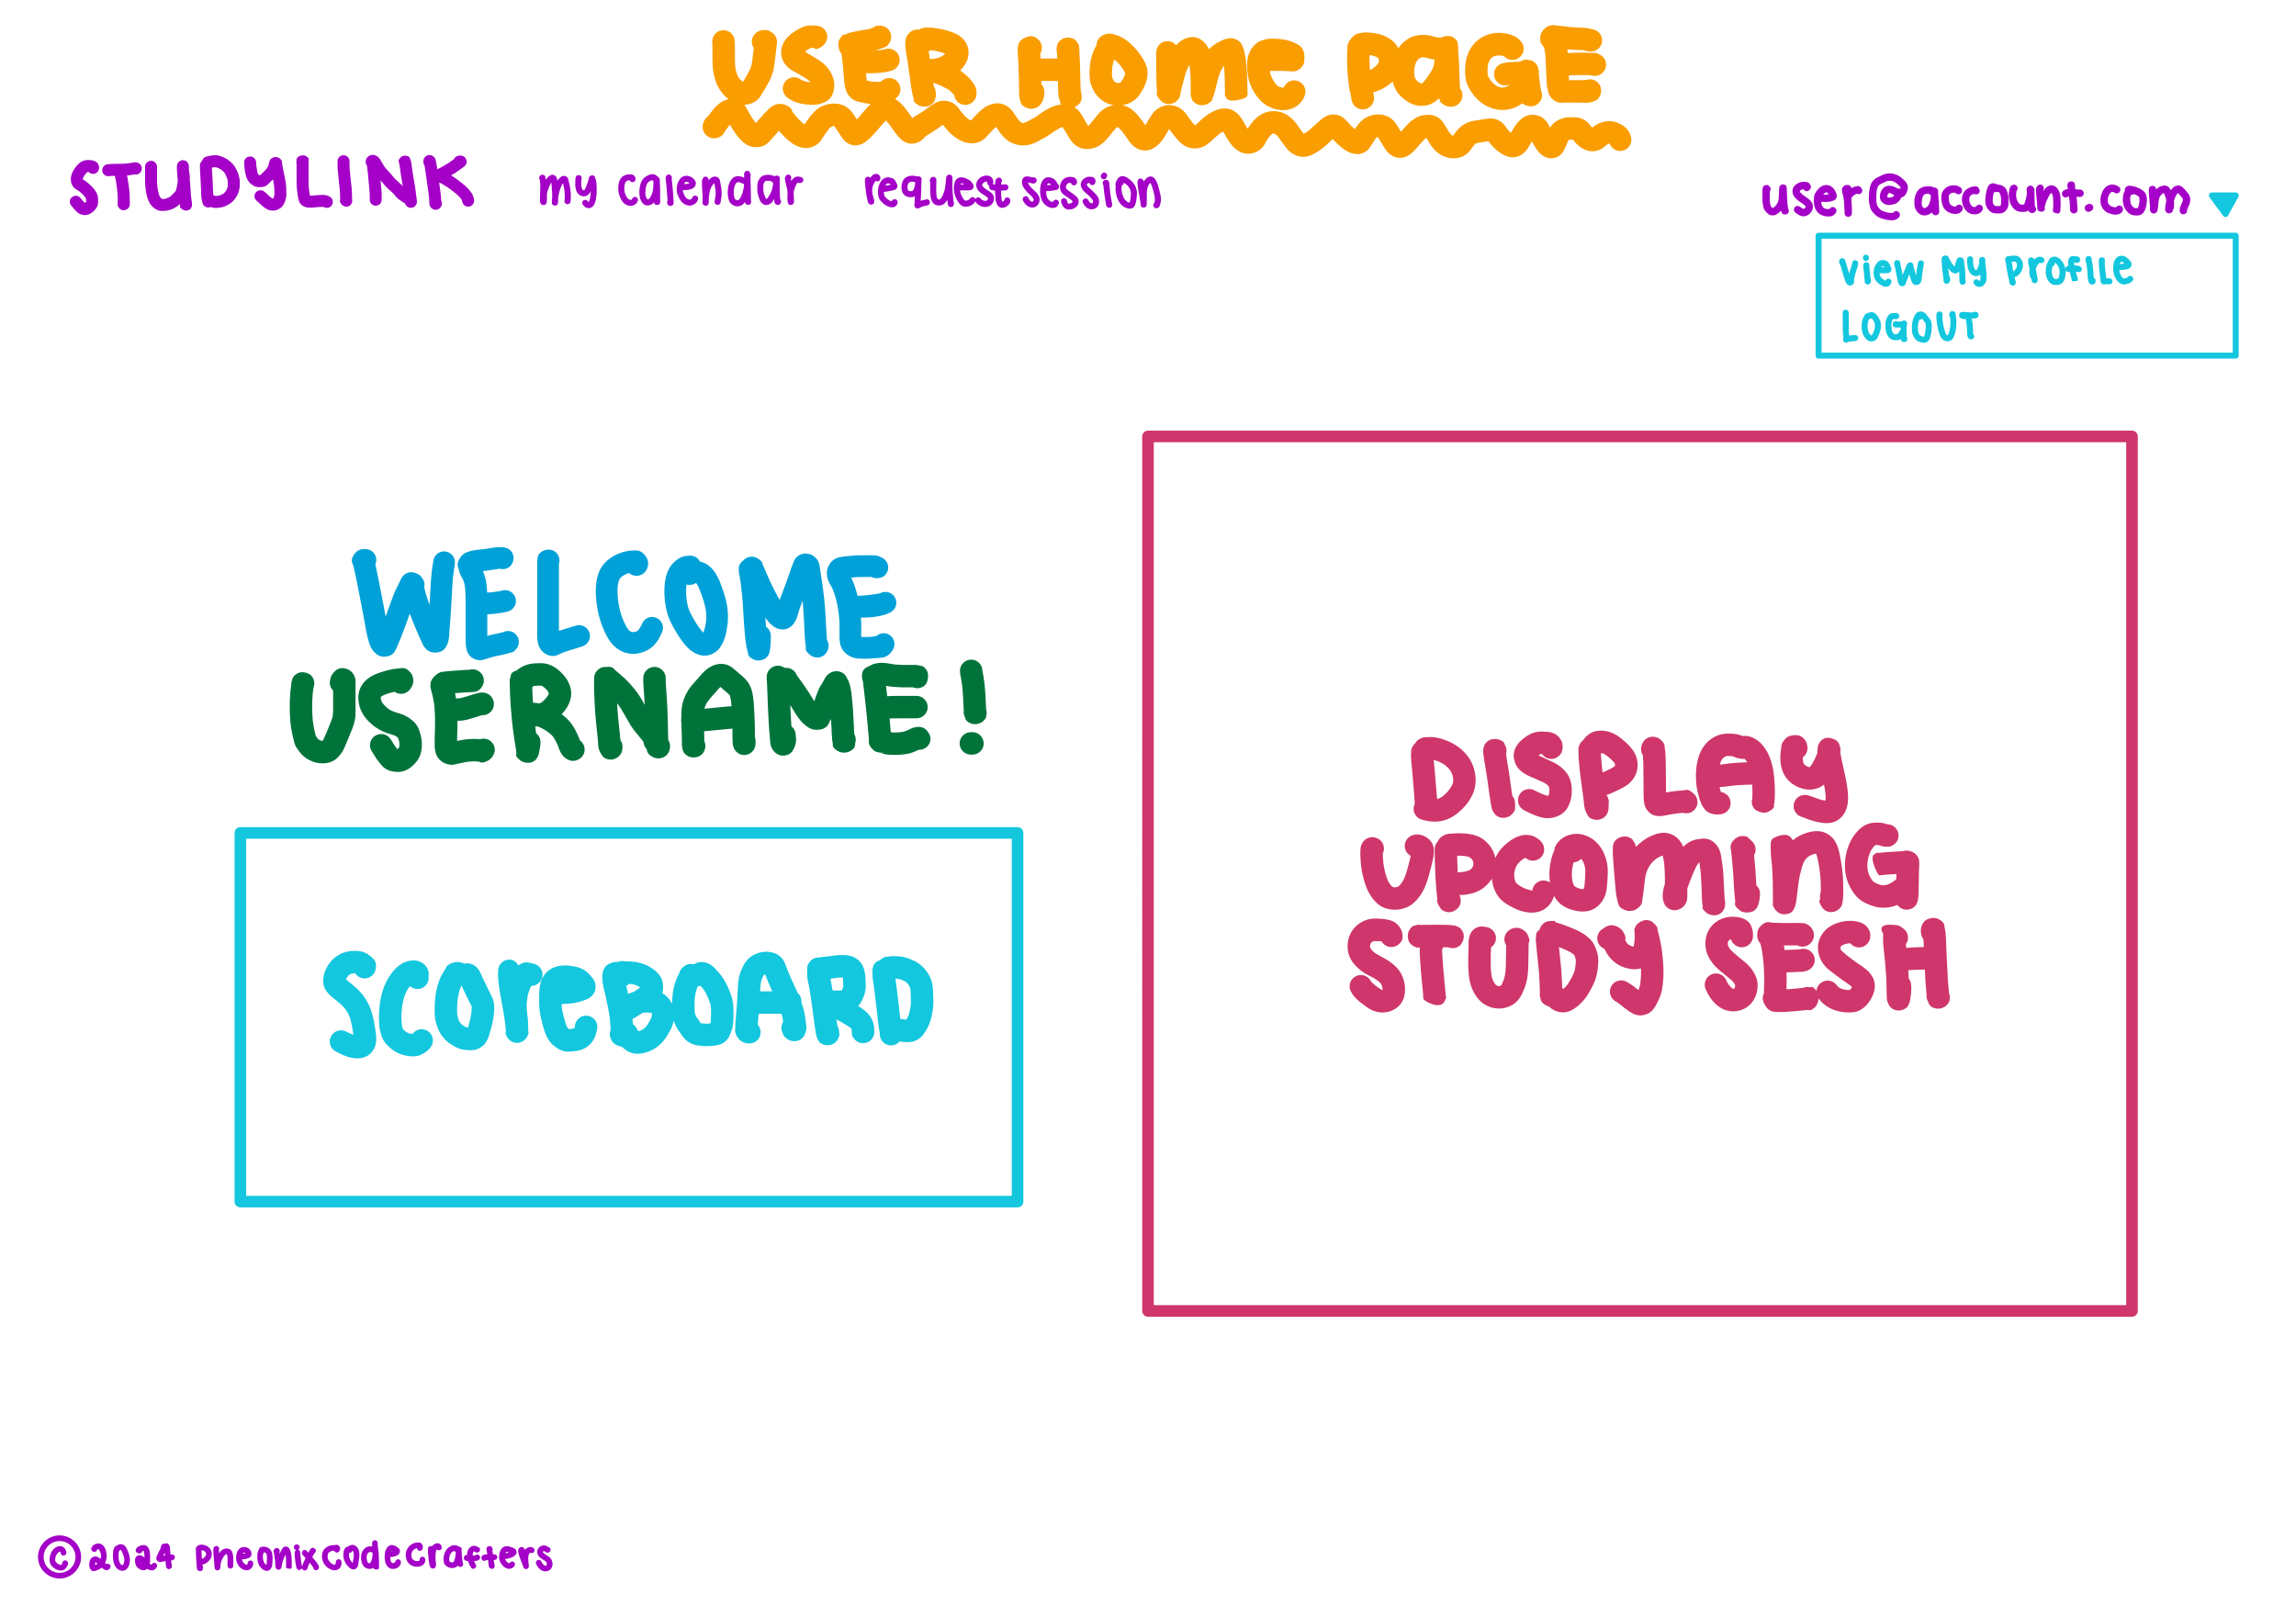 USER HOME PAGE
STUDYLINK my calendar request session user@account.com
view my profile
LOGOUT
WELCOME
USERNAME!
SCOREBOARD
DISPLAY
UPCOMING
STUDY SESH
© 2024 PheonixCodeCrafters